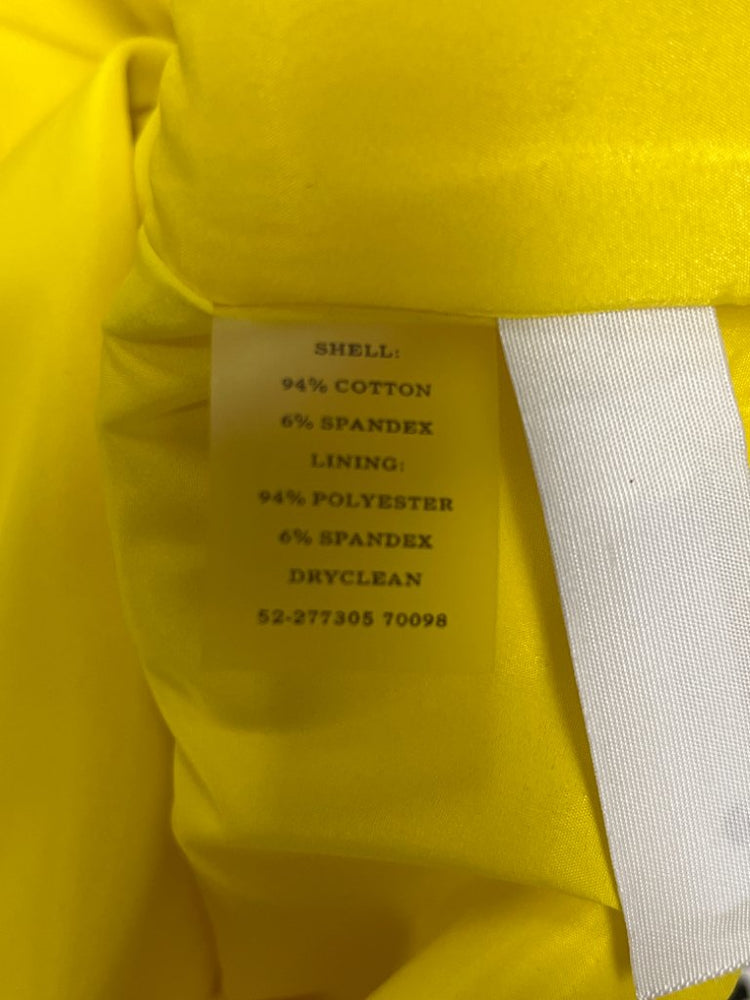 SHELL:
94% COTTON
6% SPANDEX
LINING:
94% POLYESTER
6% SPANDEX
DRYCLEAN
52-277305 70098